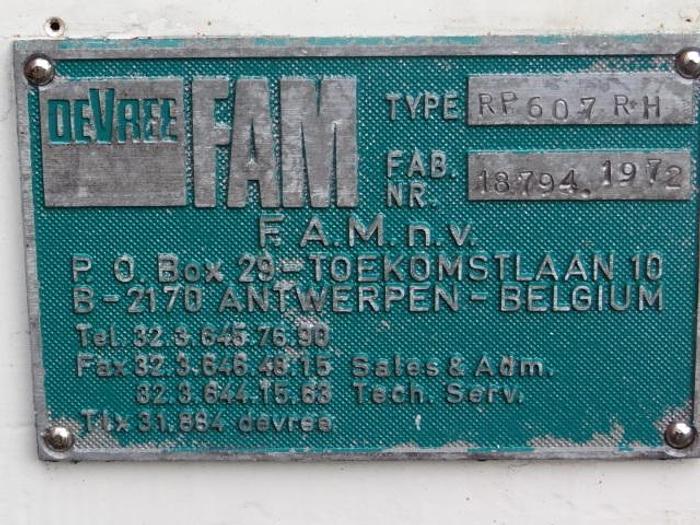 DEVREE FAM TYPE RP 607 R•H
FAB. NR. 18794. 1972
F.A.M. n.v.
P O. Box 29 - TOEKOMSTLAAN 10
B - 2170 ANTWERPEN - BELGIUM
Tel. 32.3.645.76.90
Fax 32.3.646.48.15 Sales & Adm.
32.3.644.15.63 Tech. Serv.
Tlx 31.884 devree